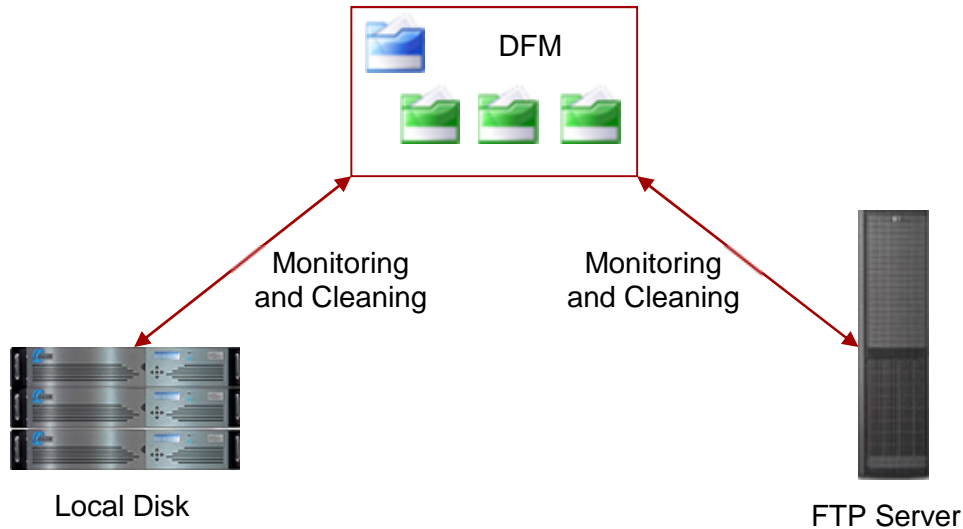 DFM
Monitoring
and Cleaning
Monitoring
and Cleaning
Local Disk
FTP Server